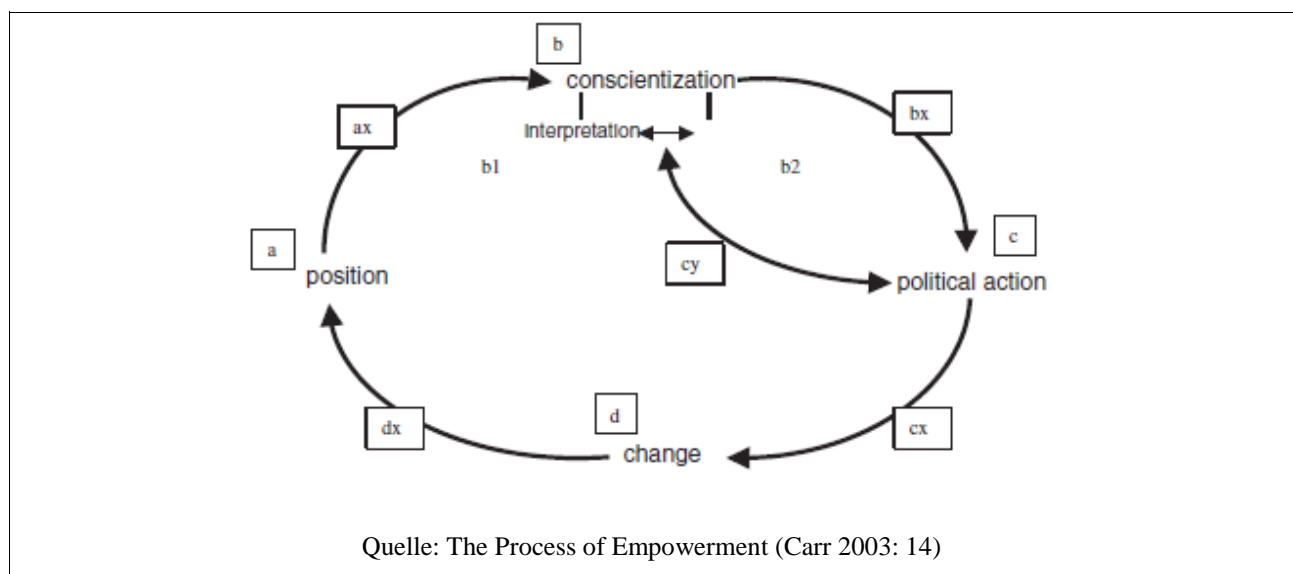 b
conscientization
ax
bx
interpretation
b1
b2
a
c
position
cy
political action
d
dx
cx
change
Quelle: The Process of Empowerment (Carr 2003: 14)